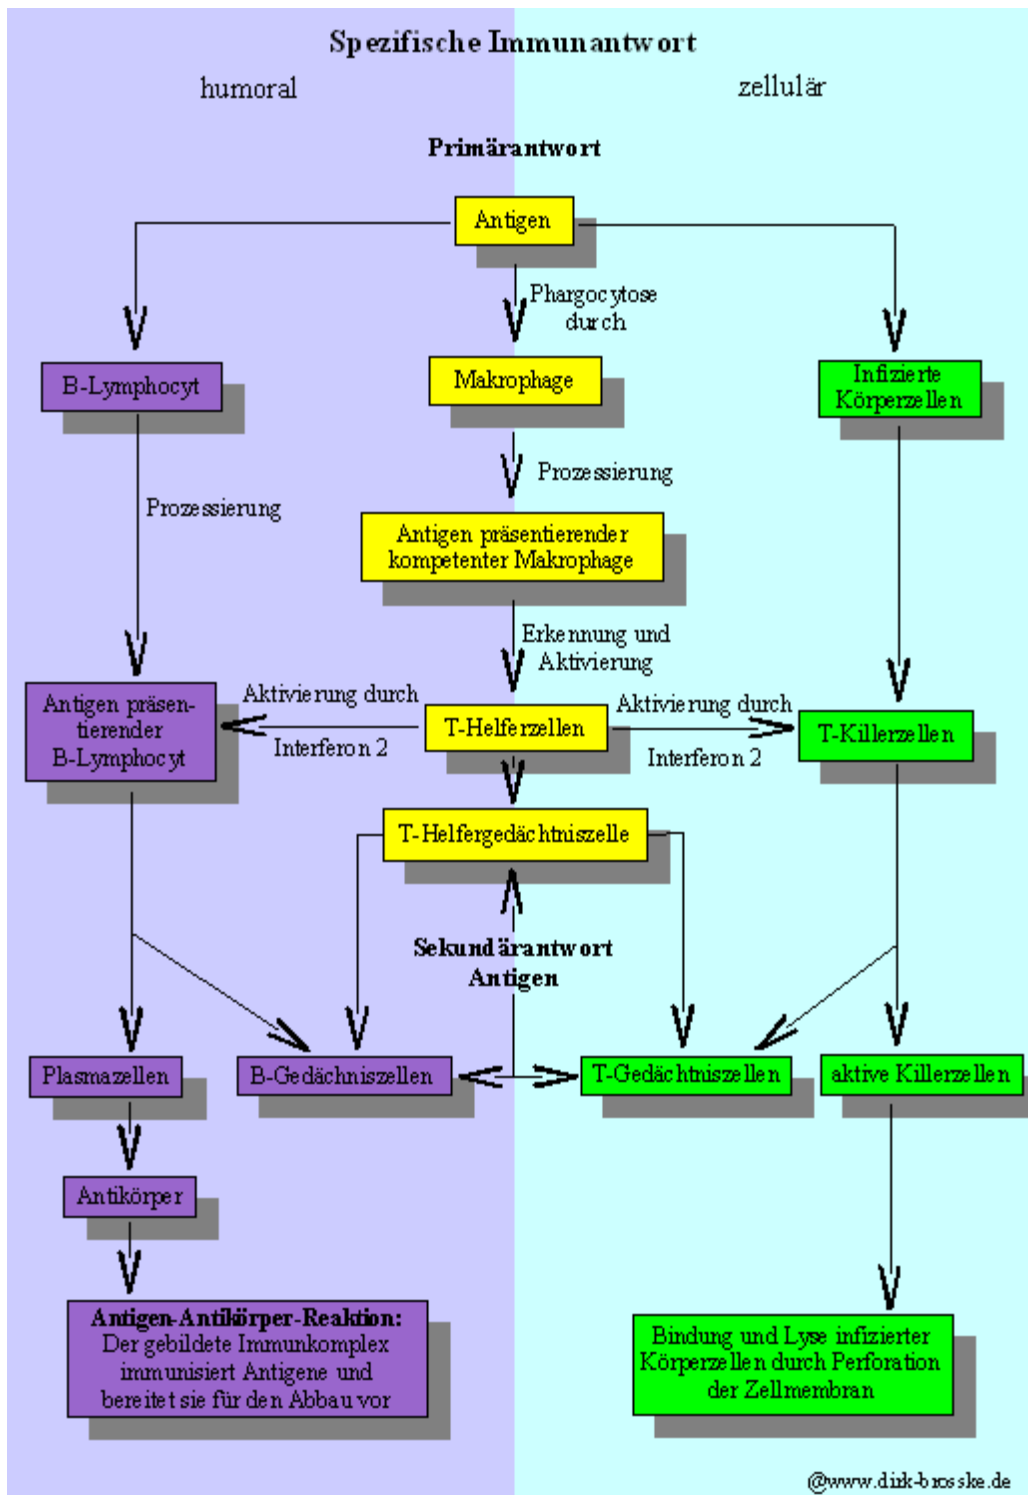 Spezifische Immunantwort
humoral
zellulär
Primärantwort
Antigen
Phargocytose
durch
B-Lymphocyt
Makrophage
Infizierte
Körperzellen
Prozessierung
Prozessierung
Antigen präsentierender
kompetenter Makrophage
Erkennung und
Aktivierung
Antigen präsen-
tierender
B-Lymphocyt
Aktivierung durch
Interferon 2
T-Helferzellen
Aktivierung durch
Interferon 2
T-Killerzellen
T-Helfergedächtniszelle
Sekundärantwort
Antigen
Plasmazellen
B-Gedächniszellen
T-Gedächtniszellen
aktive Killerzellen
Antikörper
Antigen-Antikörper-Reaktion:
Der gebildete Immunkomplex
immunisiert Antigene und
bereitet sie für den Abbau vor
Bindung und Lyse infizierter
Körperzellen durch Perforation
der Zellmembran
@www.dirk-brosske.de